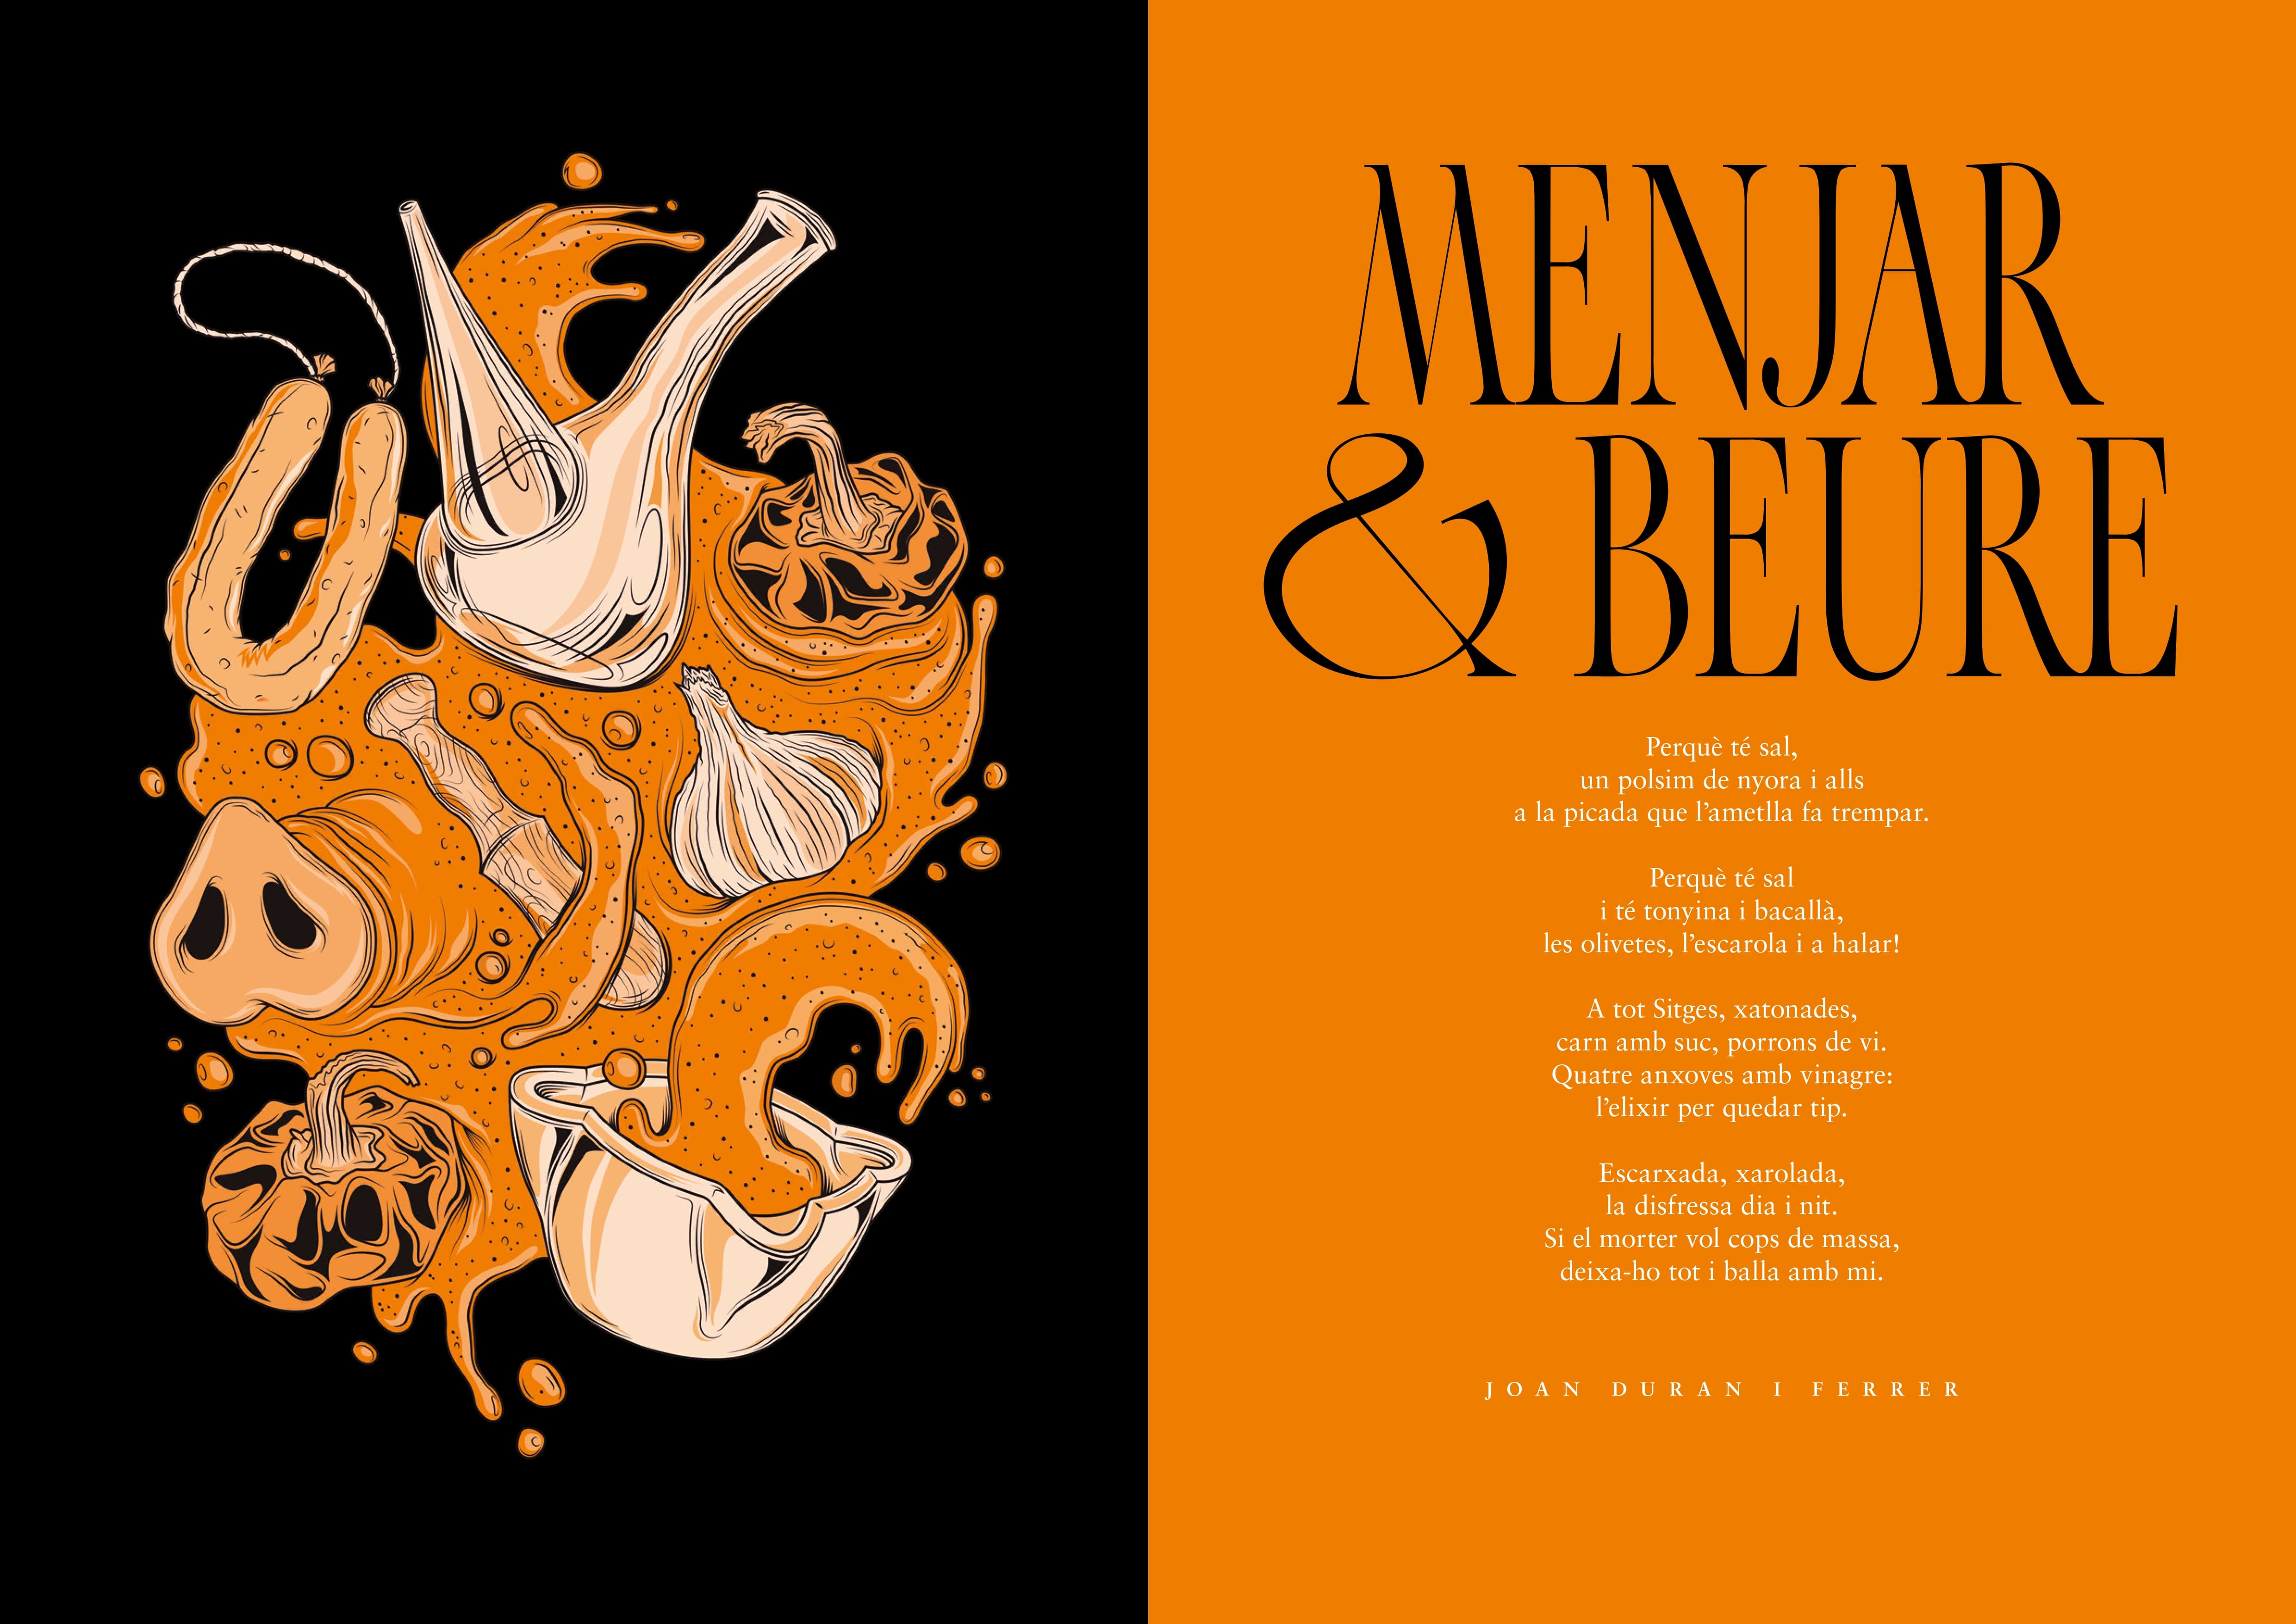 MENJAR
& BEURE
Perquè té sal,
un polsim de nyora i alls
a la picada que l’ametlla fa trempar.
Perquè té sal
i té tonyina i bacallà,
les olivetes, l’escarola i a halar!
A tot Sitges, xatonades,
carn amb suc, porrons de vi.
Quatre anxoves amb vinagre:
l’elixir per quedar tip.
Escarxada, xarolada,
la disfressa dia i nit.
Si el morter vol cops de massa,
deixa-ho tot i balla amb mi.
JOAN DURAN I FERRER